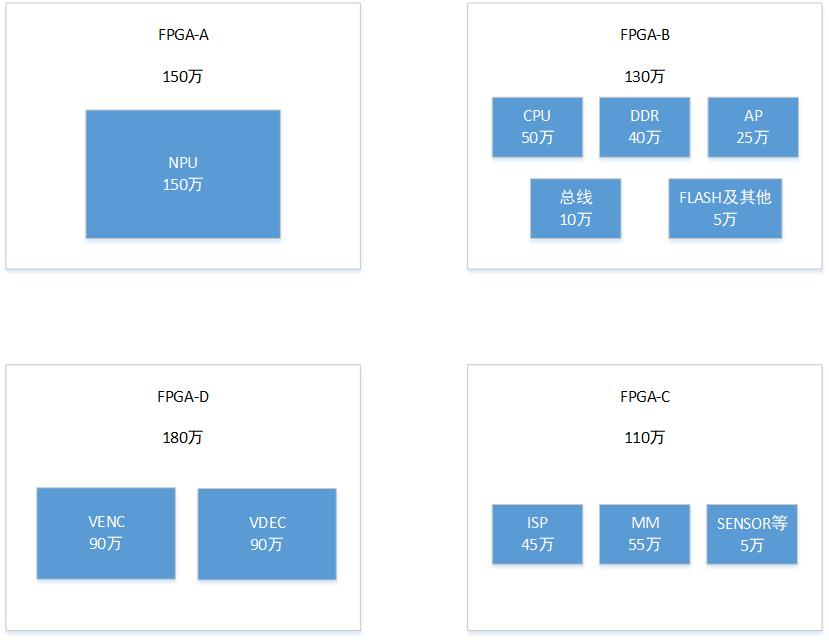 FPGA-A
150万
NPU
150万
FPGA-B
130万
CPU
50万
DDR
40万
AP
25万
总线
10万
FLASH及其他
5万
FPGA-D
180万
VENC
90万
VDEC
90万
FPGA-C
110万
ISP
45万
MM
55万
SENSOR等
5万